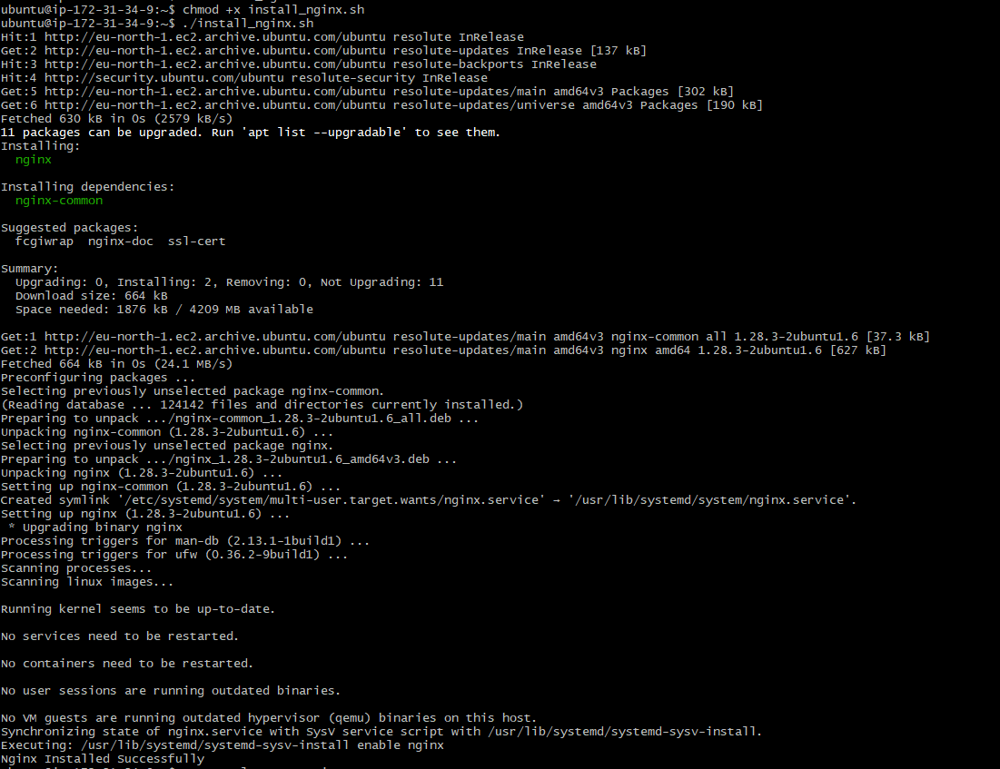 ubuntu@ip-172-31-34-9:~$ chmod +x install_nginx.sh
ubuntu@ip-172-31-34-9:~$ ./install_nginx.sh
Hit:1 http://eu-north-1.ec2.archive.ubuntu.com/ubuntu resolute InRelease
Get:2 http://eu-north-1.ec2.archive.ubuntu.com/ubuntu resolute-updates InRelease [137 kB]
Hit:3 http://eu-north-1.ec2.archive.ubuntu.com/ubuntu resolute-backports InRelease
Hit:4 http://security.ubuntu.com/ubuntu resolute-security InRelease
Get:5 http://eu-north-1.ec2.archive.ubuntu.com/ubuntu resolute-updates/main amd64v3 Packages [302 kB]
Get:6 http://eu-north-1.ec2.archive.ubuntu.com/ubuntu resolute-updates/universe amd64v3 Packages [190 kB]
Fetched 630 kB in 0s (2579 kB/s)
11 packages can be upgraded. Run 'apt list --upgradable' to see them.
Installing:
  nginx

Installing dependencies:
  nginx-common

Suggested packages:
  fcgiwrap  nginx-doc  ssl-cert

Summary:
  Upgrading: 0, Installing: 2, Removing: 0, Not Upgrading: 11
  Download size: 664 kB
  Space needed: 1876 kB / 4209 MB available

Get:1 http://eu-north-1.ec2.archive.ubuntu.com/ubuntu resolute-updates/main amd64v3 nginx-common all 1.28.3-2ubuntu1.6 [37.3 kB]
Get:2 http://eu-north-1.ec2.archive.ubuntu.com/ubuntu resolute-updates/main amd64v3 nginx amd64 1.28.3-2ubuntu1.6 [627 kB]
Fetched 664 kB in 0s (24.1 MB/s)
Preconfiguring packages ...
Selecting previously unselected package nginx-common.
(Reading database ... 124142 files and directories currently installed.)
Preparing to unpack .../nginx-common_1.28.3-2ubuntu1.6_all.deb ...
Unpacking nginx-common (1.28.3-2ubuntu1.6) ...
Selecting previously unselected package nginx.
Preparing to unpack .../nginx_1.28.3-2ubuntu1.6_amd64v3.deb ...
Unpacking nginx (1.28.3-2ubuntu1.6) ...
Setting up nginx-common (1.28.3-2ubuntu1.6) ...
Created symlink '/etc/systemd/system/multi-user.target.wants/nginx.service' → '/usr/lib/systemd/system/nginx.service'.
Setting up nginx (1.28.3-2ubuntu1.6) ...
 * Upgrading binary nginx
Processing triggers for man-db (2.13.1-1build1) ...
Processing triggers for ufw (0.36.2-9build1) ...
Scanning processes...
Scanning linux images...

Running kernel seems to be up-to-date.

No services need to be restarted.

No containers need to be restarted.

No user sessions are running outdated binaries.

No VM guests are running outdated hypervisor (qemu) binaries on this host.
Synchronizing state of nginx.service with SysV service script with /usr/lib/systemd/systemd-sysv-install.
Executing: /usr/lib/systemd/systemd-sysv-install enable nginx
Nginx Installed Successfully